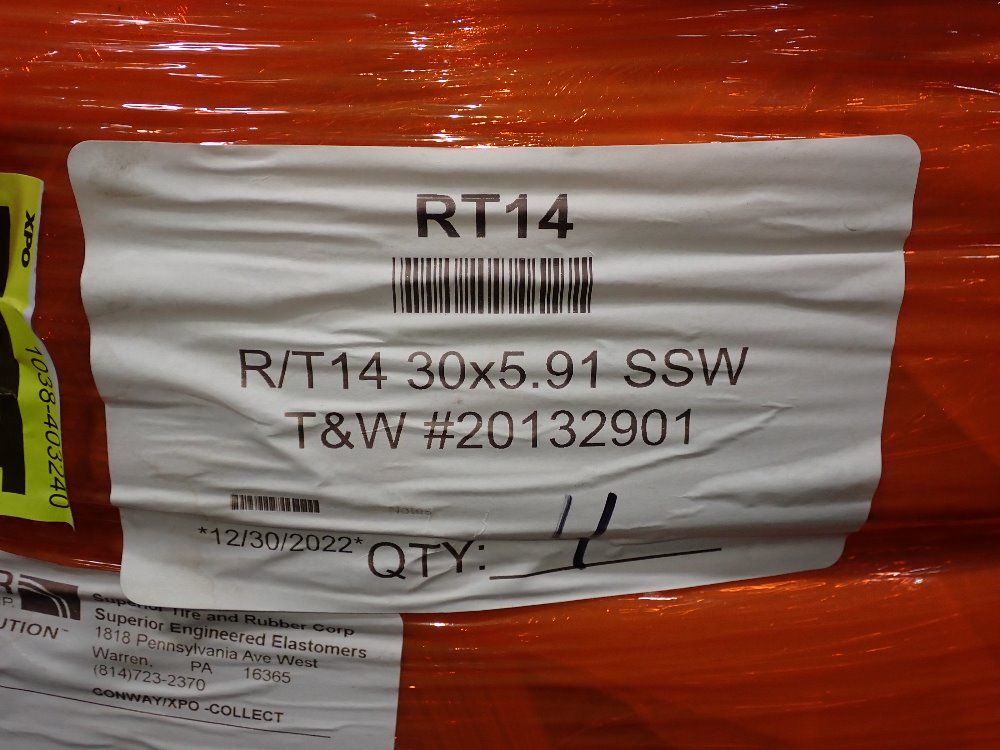 RT14
R/T14 30x5.91 SSW
T&W #20132901
*12/30/2022*
QTY: 4
XPO
1038-403240
Superior Tire and Rubber Corp
Superior Engineered Elastomers
1818 Pennsylvania Ave West
Warren, PA 16365
(814)723-2370
CONWAY/XPO -COLLECT